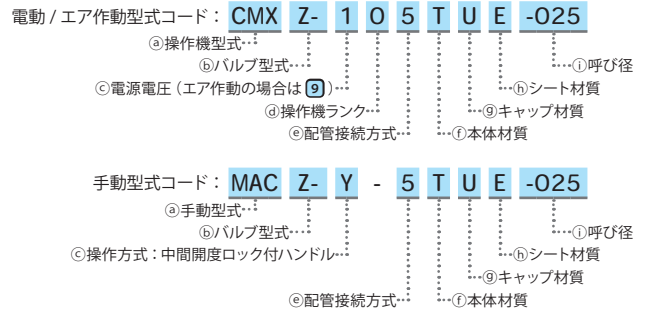 電動 / エア作動型式コード： CMX Z- 1 0 5 T U E -025
ⓐ操作機型式
ⓑバルブ型式 ⓘ呼び径
ⓒ電源電圧（エア作動の場合は 9 ） ⓗシート材質
ⓓ操作機ランク ⓖキャップ材質
ⓔ配管接続方式 ⓕ本体材質
手動型式コード： MAC Z- Y - 5 T U E -025
ⓐ手動型式
ⓑバルブ型式 ⓘ呼び径
ⓒ操作方式：中間開度ロック付ハンドル ⓗシート材質
ⓖキャップ材質
ⓔ配管接続方式 ⓕ本体材質